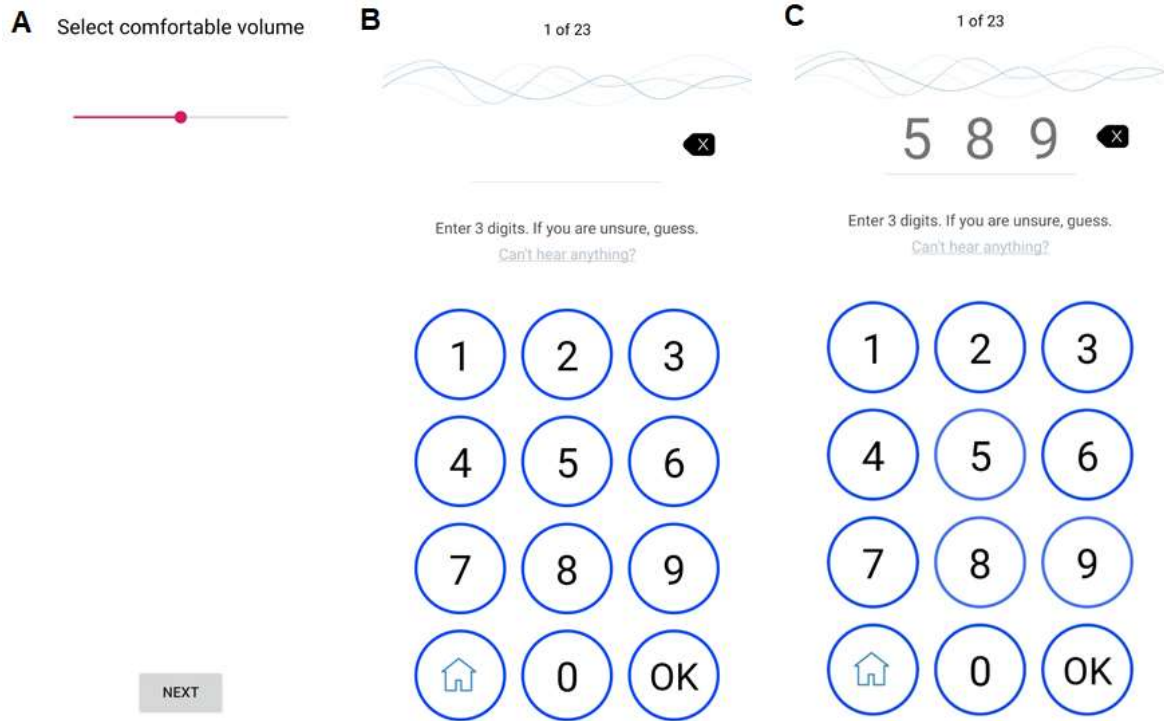 A
Select comfortable volume
NEXT
B
1 of 23
X
Enter 3 digits. If you are unsure, guess.
Can't hear anything?
1 2 3
4 5 6
7 8 9
0 OK
C
1 of 23
5 8 9 X
Enter 3 digits. If you are unsure, guess.
Can't hear anything?
1 2 3
4 5 6
7 8 9
0 OK